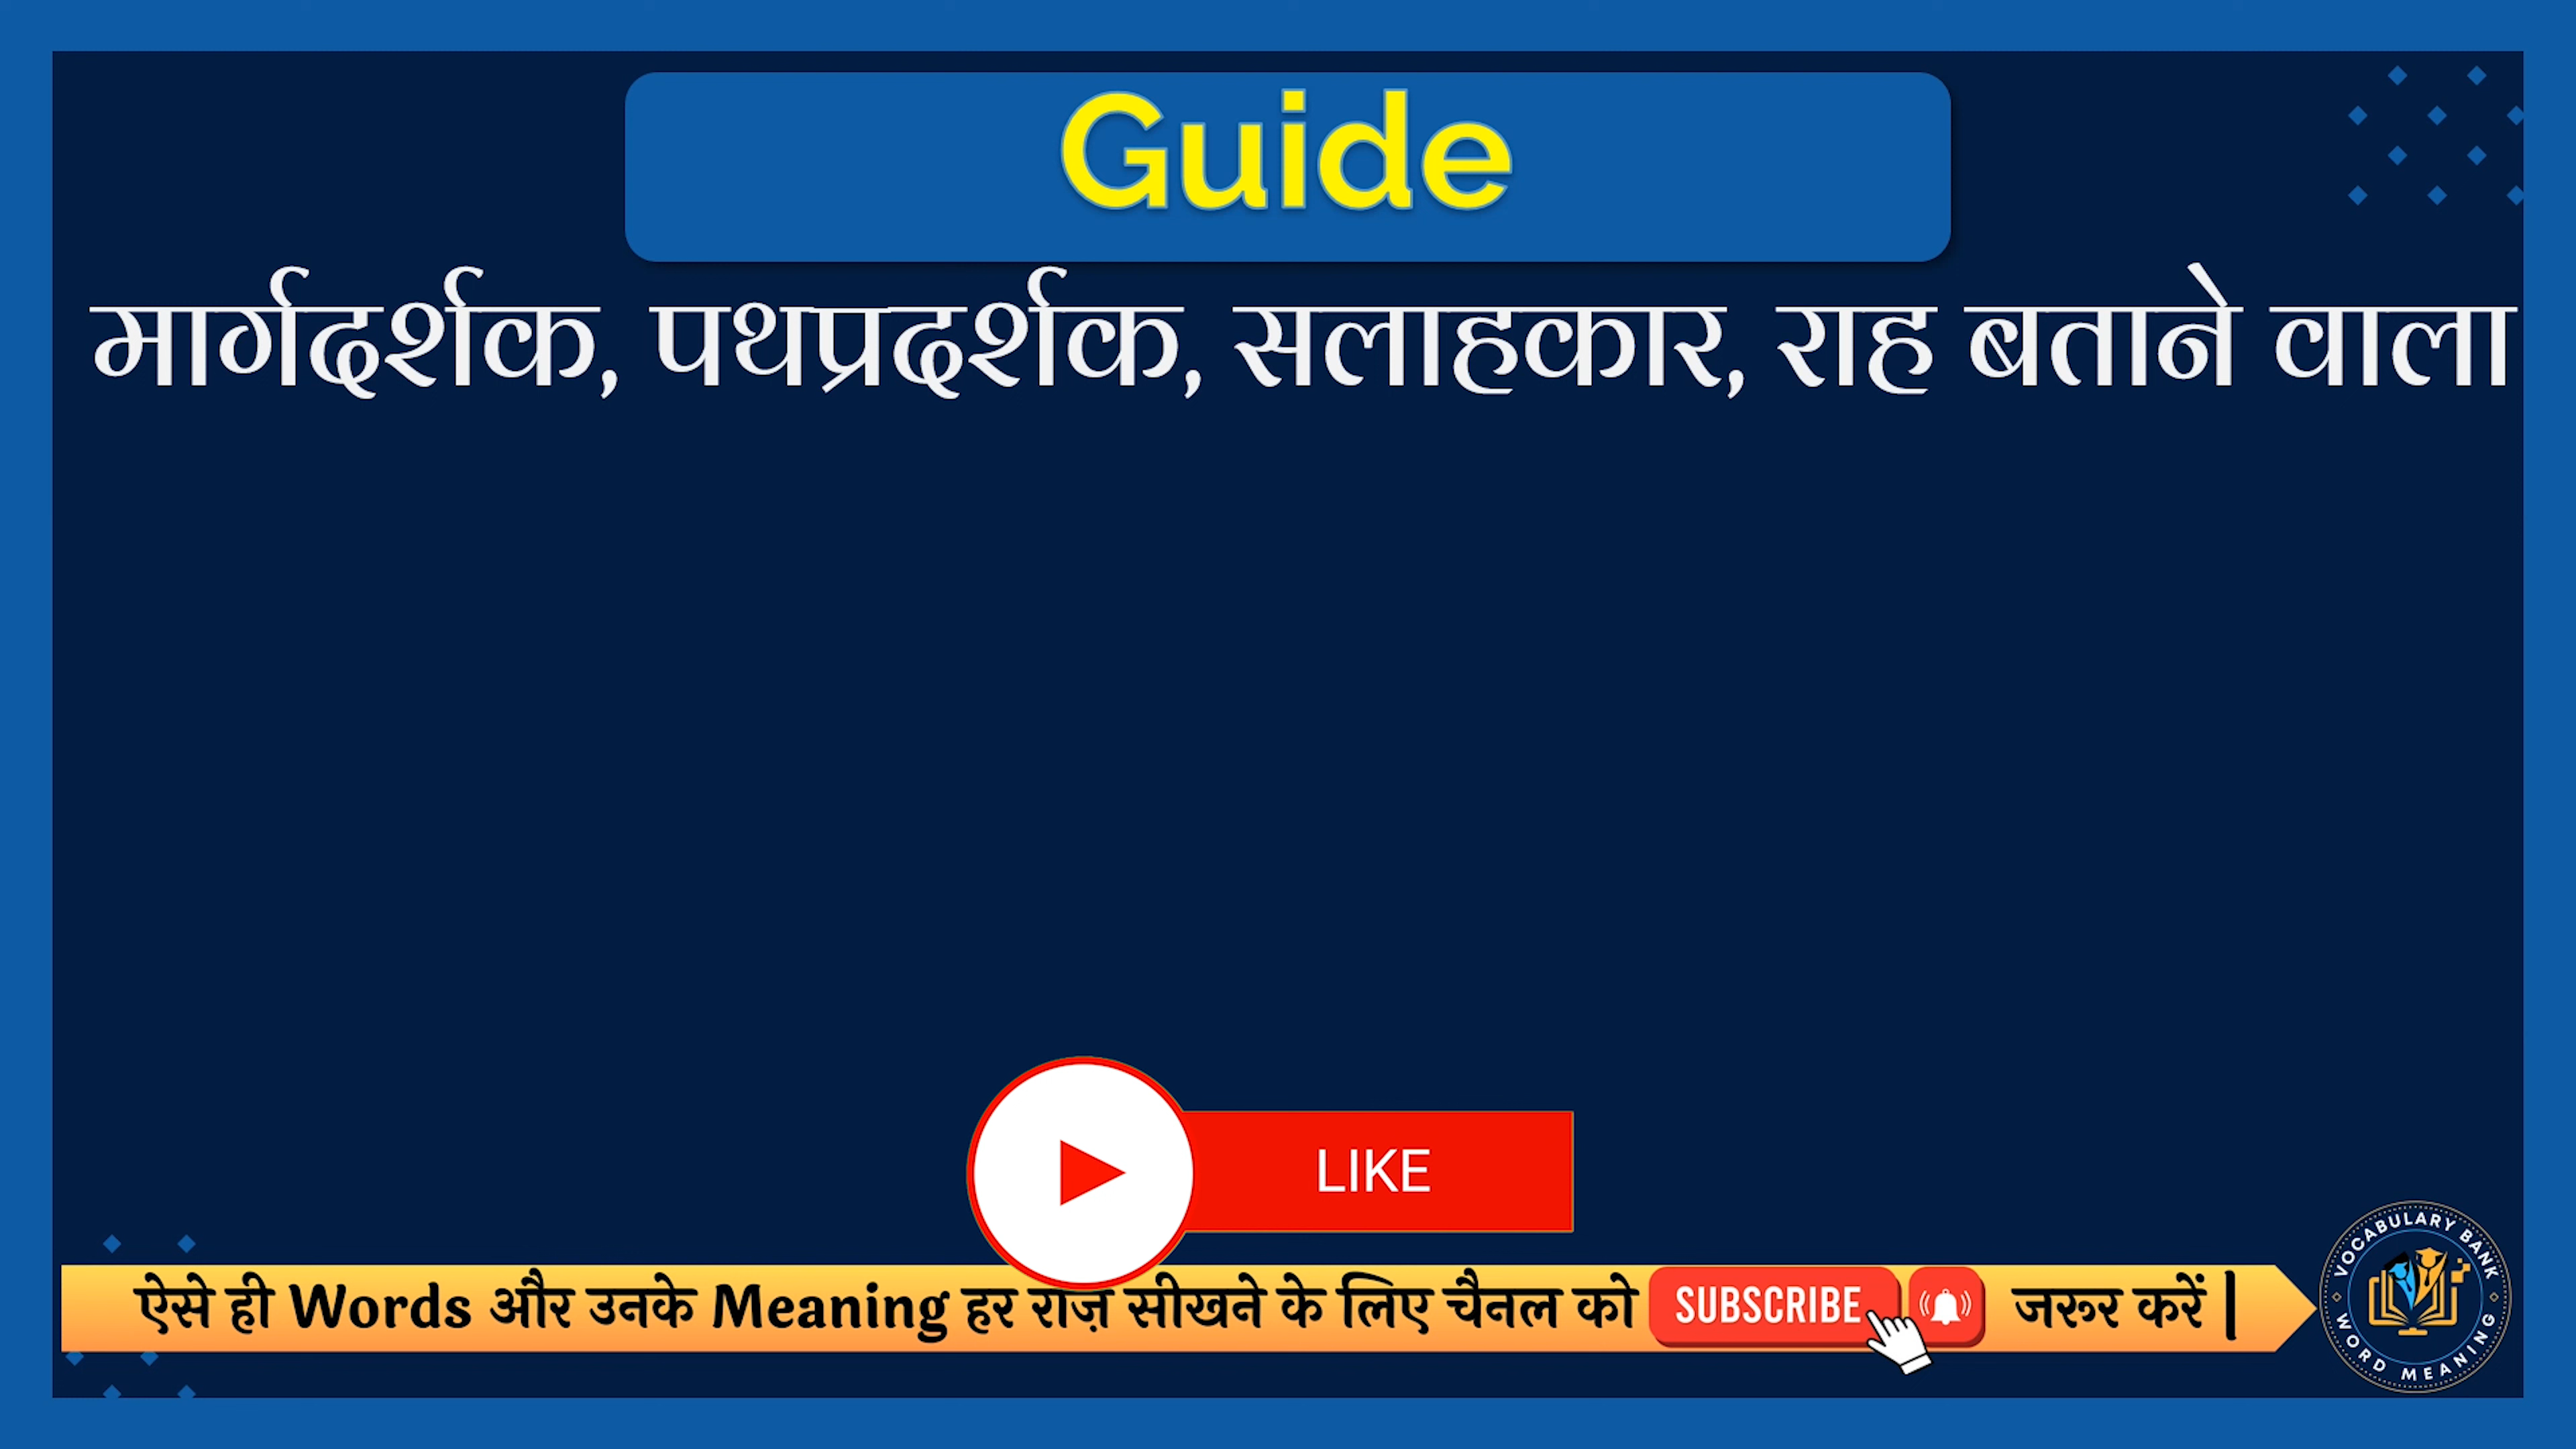 Guide
मार्गदर्शक, पथप्रदर्शक, सलाहकार, राह बताने वाला
LIKE
ऐसे ही Words और उनके Meaning हर राज़ सीखने के लिए चैनल को SUBSCRIBE जरूर करें |
VOCABULARY BANK
WORD MEANING